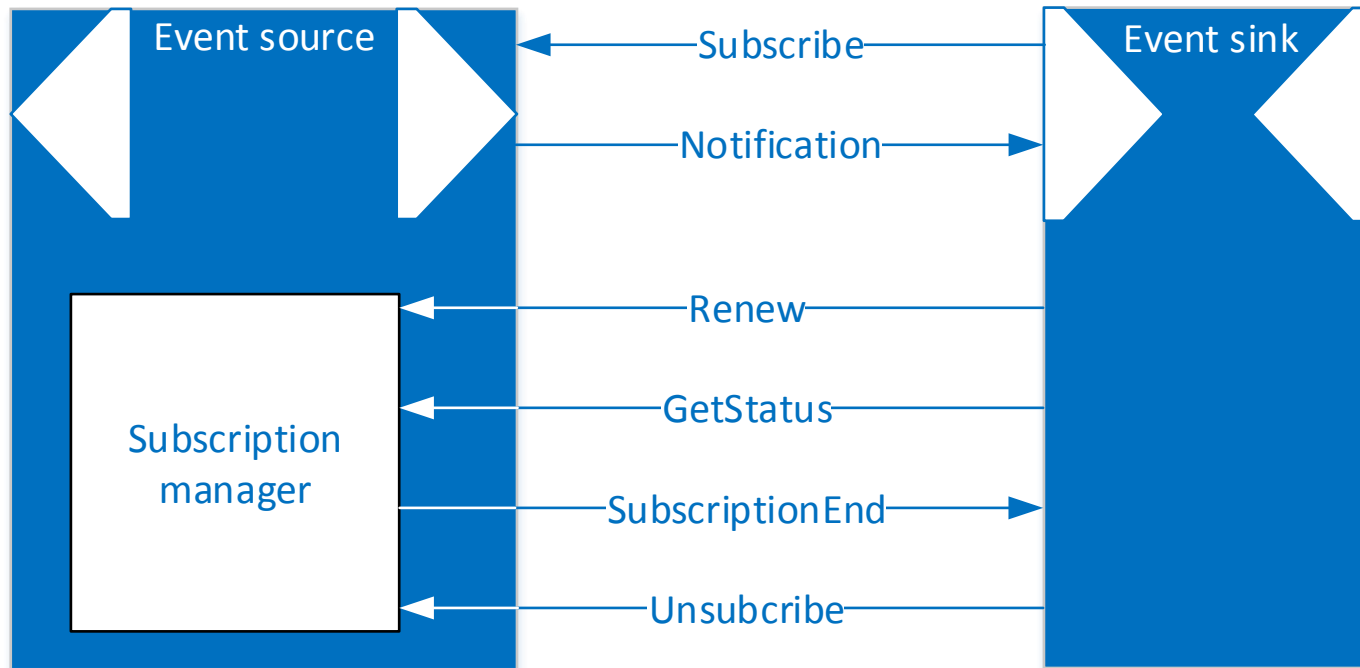 Event source
Subscribe
Event sink
Notification
Renew
GetStatus
Subscription
manager
SubscriptionEnd
Unsubcribe